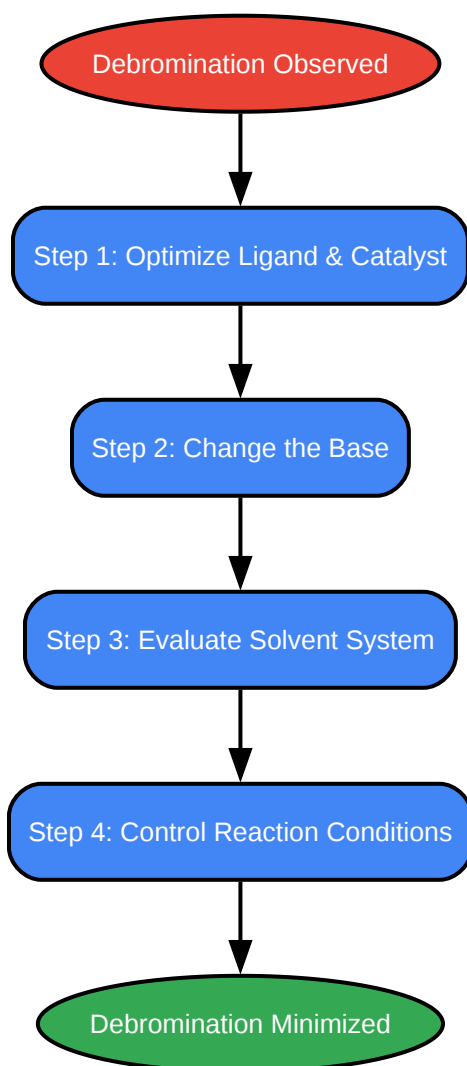 Debromination Observed
Step 1: Optimize Ligand & Catalyst
Step 2: Change the Base
Step 3: Evaluate Solvent System
Step 4: Control Reaction Conditions
Debromination Minimized